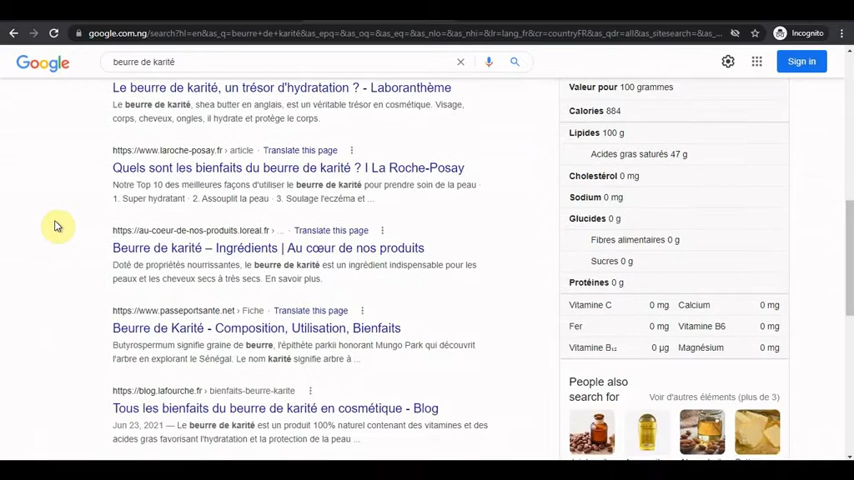 google.com.ng/search?hl=en&as_q=beurre+de+karité&as_epq=&as_oq=&as_eq=&as_nlo=&as_nhi=&lr=lang_fr&cr=countryFR&as_qdr=all&as_sitesearch=&as_...
Incognito
Google
beurre de karité
Sign in
Le beurre de karité, un trésor d'hydratation ? - Laboranthème
Le beurre de karité, shea butter en anglais, est un véritable trésor en cosmétique. Visage,
corps, cheveux, ongles, il hydrate et protège le corps.
https://www.laroche-posay.fr › article · Translate this page
Quels sont les bienfaits du beurre de karité ? I La Roche-Posay
Notre Top 10 des meilleures façons d'utiliser le beurre de karité pour prendre soin de la peau ·
1. Super hydratant · 2. Assouplit la peau · 3. Soulage l'eczéma et ...
https://au-coeur-de-nos-produits.loreal.fr › ... · Translate this page
Beurre de karité – Ingrédients | Au cœur de nos produits
Doté de propriétés nourrissantes, le beurre de karité est un ingrédient indispensable pour les
peaux et les cheveux secs à très secs. En savoir plus.
https://www.passeportsante.net › Fiche · Translate this page
Beurre de Karité - Composition, Utilisation, Bienfaits
Butyrospermum signifie graine de beurre, l'épithète parkii honorant Mungo Park qui découvrit
l'arbre en explorant le Sénégal. Le nom karité signifie arbre à ...
https://blog.lafourche.fr › bienfaits-beurre-karite
Tous les bienfaits du beurre de karité en cosmétique - Blog
Jun 23, 2021 — Le beurre de karité est un produit 100% naturel contenant des vitamines et des
acides gras favorisant l'hydratation et la protection de la peau ...
Valeur pour 100 grammes
Calories 884
Lipides 100 g
Acides gras saturés 47 g
Cholestérol 0 mg
Sodium 0 mg
Glucides 0 g
Fibres alimentaires 0 g
Sucres 0 g
Protéines 0 g
Vitamine C 0 mg Calcium 0 mg
Fer 0 mg Vitamine B6 0 mg
Vitamine B₁₂ 0 µg Magnésium 0 mg
People also
search for
Voir d'autres éléments (plus de 3)